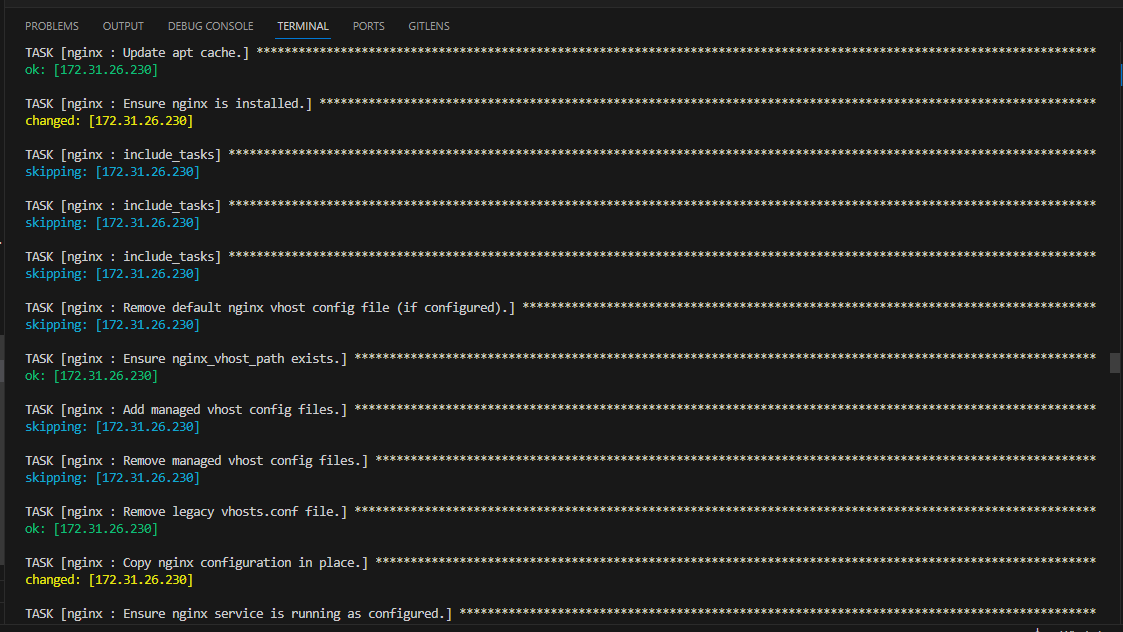 PROBLEMS OUTPUT DEBUG CONSOLE TERMINAL PORTS GITLENS
TASK [nginx : Update apt cache.] ************************************************************************************************************************
ok: [172.31.26.230]
TASK [nginx : Ensure nginx is installed.] ***************************************************************************************************************
changed: [172.31.26.230]
TASK [nginx : include_tasks] ****************************************************************************************************************************
skipping: [172.31.26.230]
TASK [nginx : include_tasks] ****************************************************************************************************************************
skipping: [172.31.26.230]
TASK [nginx : include_tasks] ****************************************************************************************************************************
skipping: [172.31.26.230]
TASK [nginx : Remove default nginx vhost config file (if configured).] **********************************************************************************
skipping: [172.31.26.230]
TASK [nginx : Ensure nginx_vhost_path exists.] **********************************************************************************************************
ok: [172.31.26.230]
TASK [nginx : Add managed vhost config files.] **********************************************************************************************************
skipping: [172.31.26.230]
TASK [nginx : Remove managed vhost config files.] *******************************************************************************************************
skipping: [172.31.26.230]
TASK [nginx : Remove legacy vhosts.conf file.] **********************************************************************************************************
ok: [172.31.26.230]
TASK [nginx : Copy nginx configuration in place.] *******************************************************************************************************
changed: [172.31.26.230]
TASK [nginx : Ensure nginx service is running as configured.] *******************************************************************************************